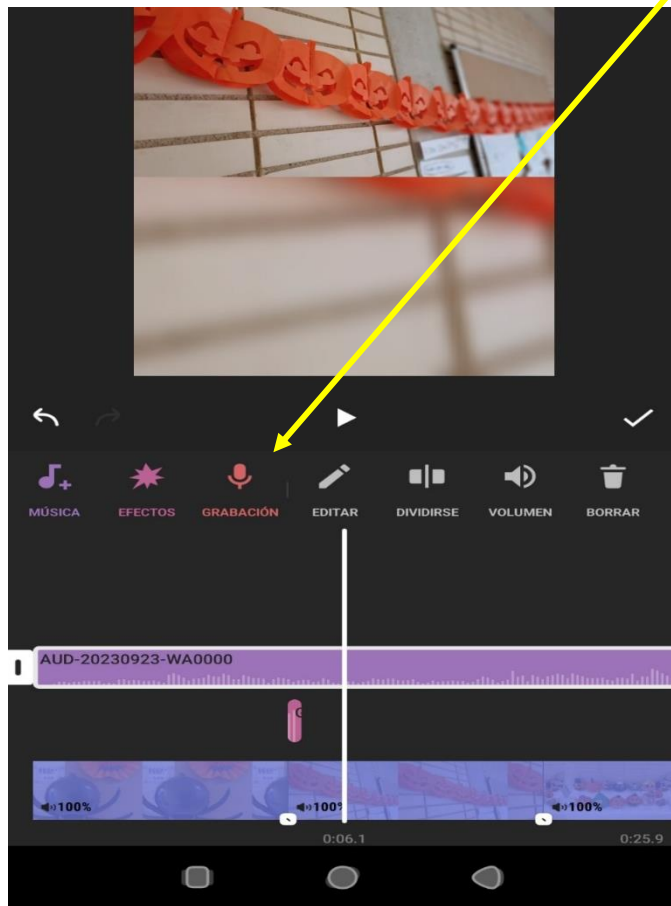 MÚSICA EFECTOS GRABACIÓN EDITAR DIVIDIRSE VOLUMEN BORRAR
AUD-20230923-WA0000
100% 100% 100%
0:06.1 0:25.9